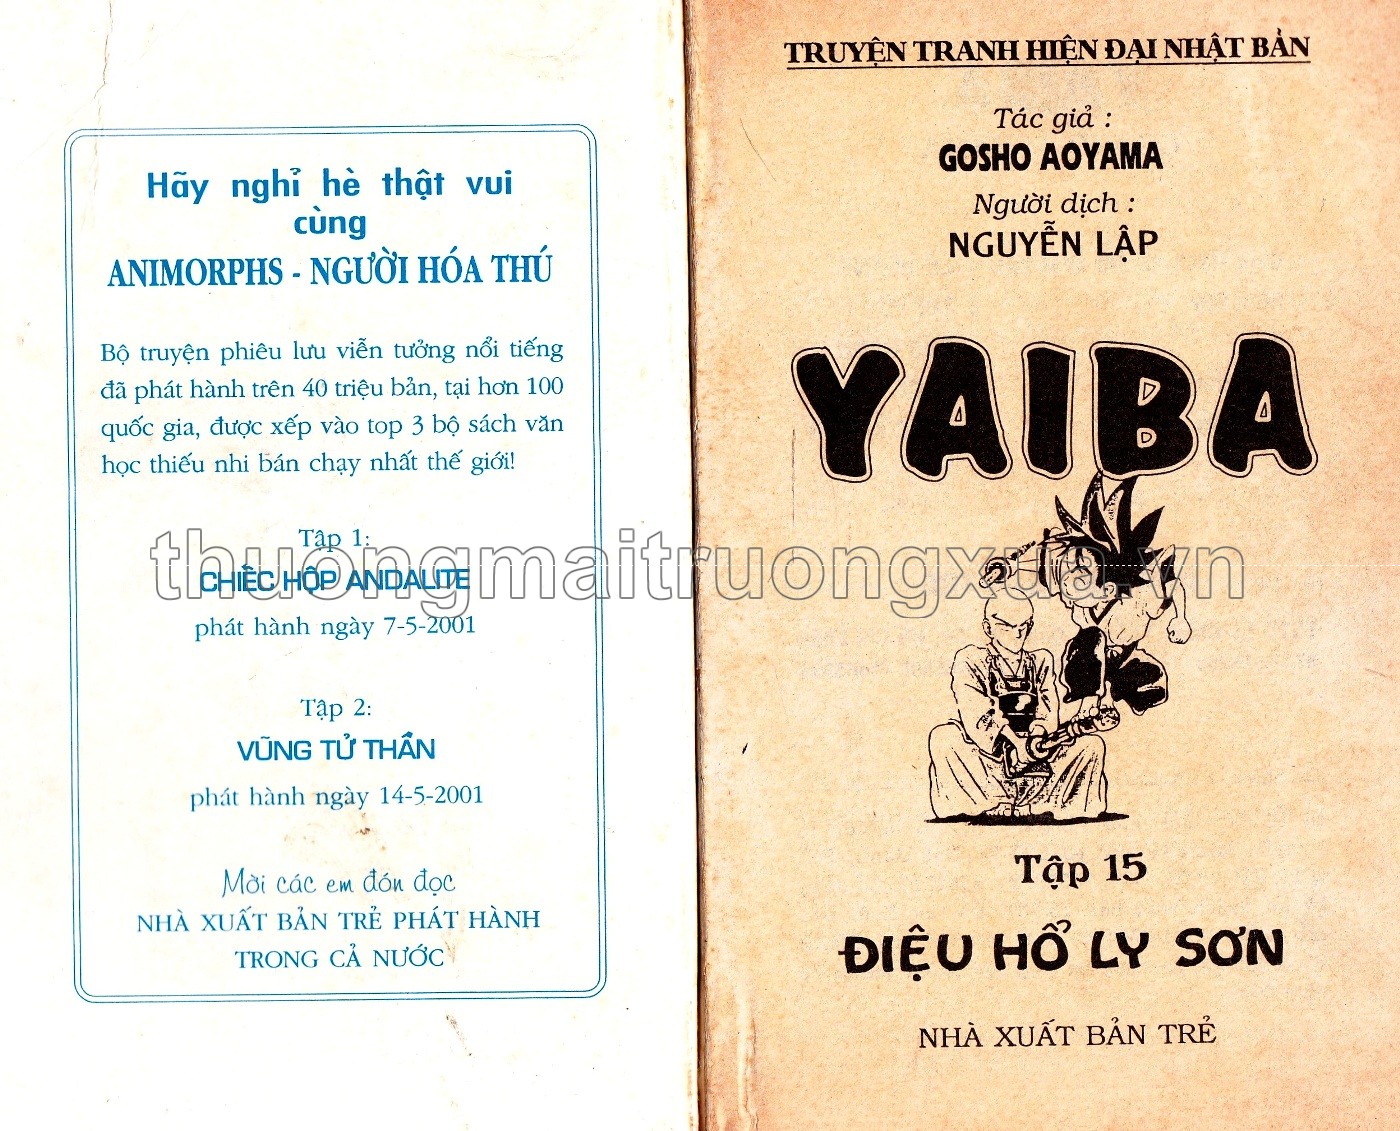 Hãy nghỉ hè thật vui
cùng
ANIMORPHS - NGƯỜI HÓA THÚ
Bộ truyện phiêu lưu viễn tưởng nổi tiếng
đã phát hành trên 40 triệu bản, tại hơn 100
quốc gia, được xếp vào top 3 bộ sách văn
học thiếu nhi bán chạy nhất thế giới!
Tập 1:
CHIẾC HỘP ANDALITE
phát hành ngày 7-5-2001
Tập 2:
VŨNG TỬ THẦN
phát hành ngày 14-5-2001
Mời các em đón đọc
NHÀ XUẤT BẢN TRẺ PHÁT HÀNH
TRONG CẢ NƯỚC
TRUYỆN TRANH HIỆN ĐẠI NHẬT BẢN
Tác giả :
GOSHO AOYAMA
Người dịch :
NGUYỄN LẬP
YAIBA
Tập 15
ĐIỆU HỔ LY SƠN
NHÀ XUẤT BẢN TRẺ
thuongmaitruongxua.vn